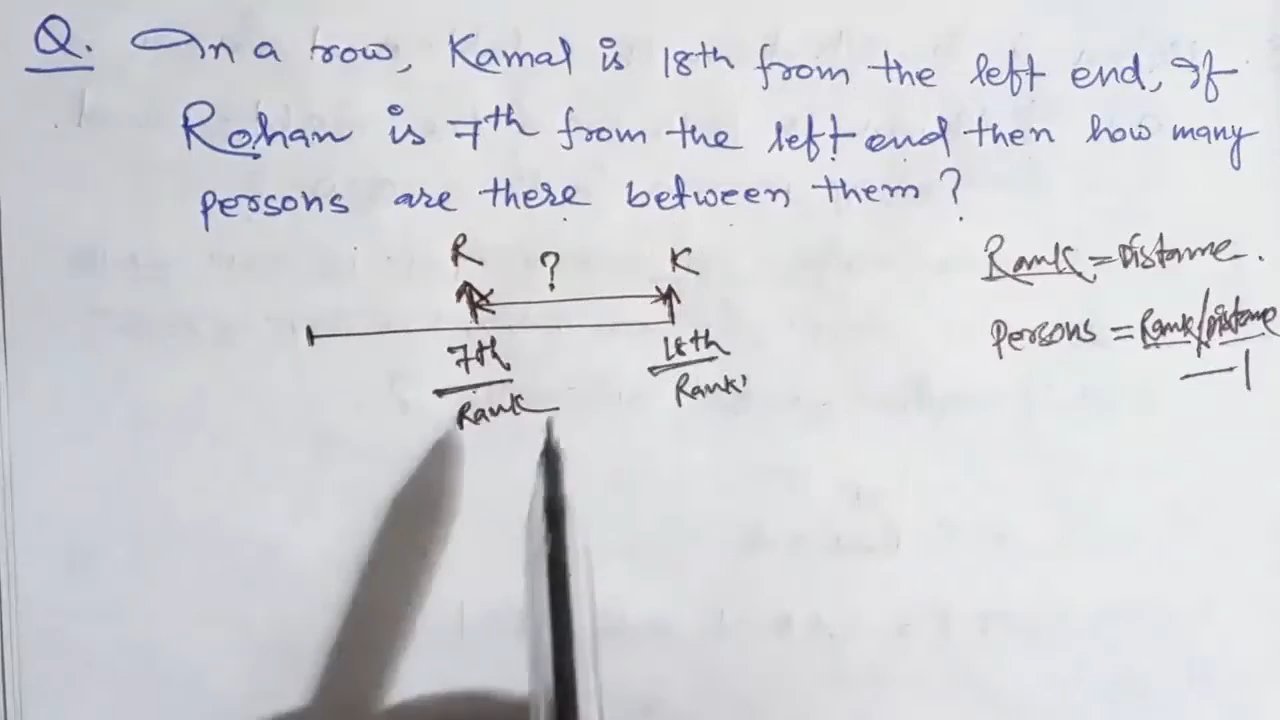 Q. In a row, Kamal is 18th from the left end, If
Rohan is 7th from the left end then how many
persons are there between them?
R ? K
7th 18th
Rank Rank
Rank = Distance.
Persons = Rank/Distance
- 1